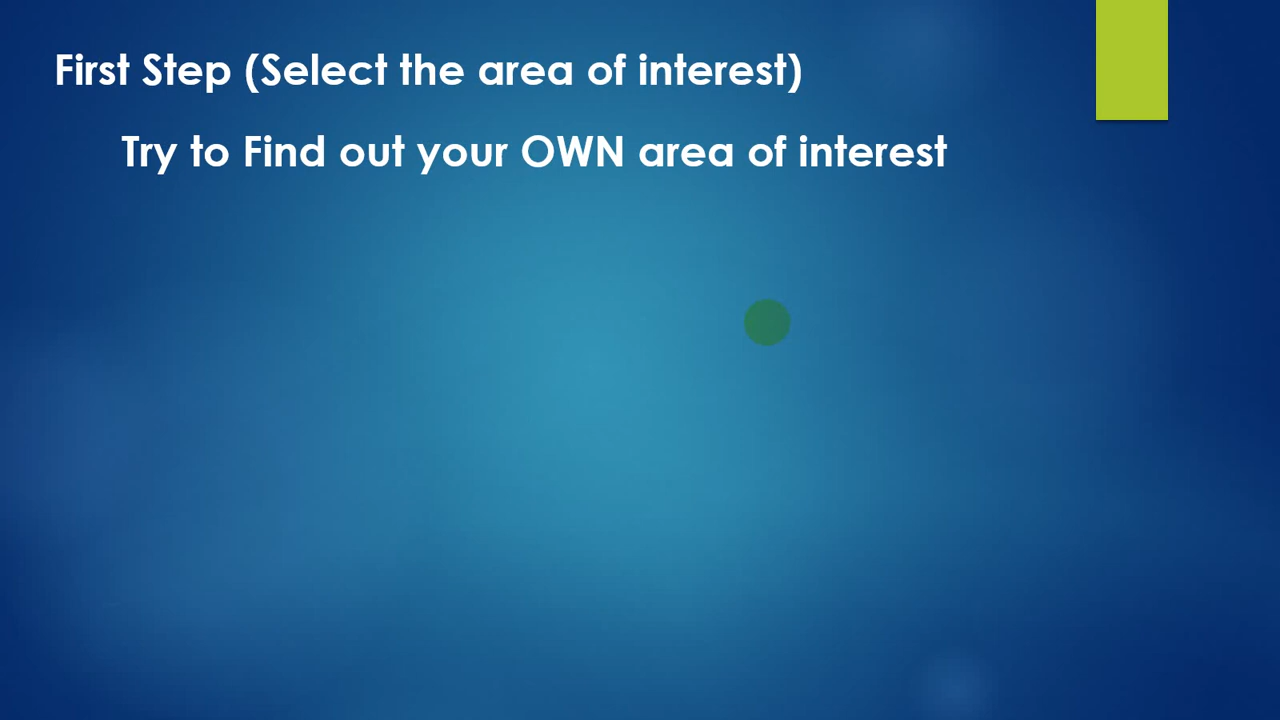 First Step (Select the area of interest)
Try to Find out your OWN area of interest